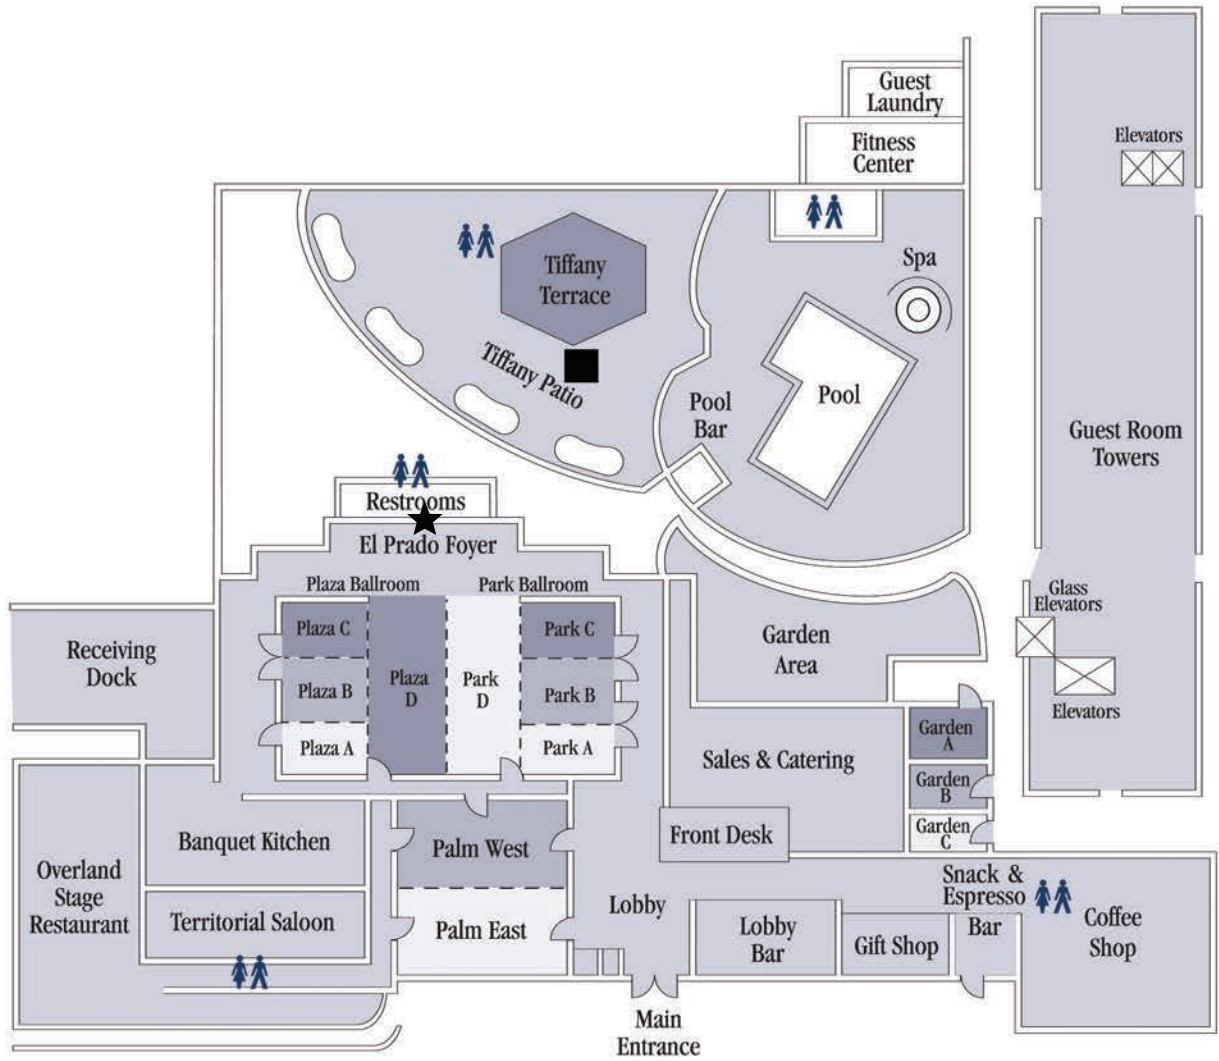 Guest
Laundry
Fitness
Center
Elevators
Spa
Tiffany
Terrace
Tiffany Patio
Pool
Pool
Bar
Guest Room
Towers
Restrooms
El Prado Foyer
Plaza Ballroom
Park Ballroom
Glass
Elevators
Plaza C
Park C
Garden
Area
Receiving
Dock
Plaza B
Plaza
D
Park
D
Park B
Elevators
Plaza A
Park A
Sales & Catering
Garden
A
Garden
B
Garden
C
Front Desk
Banquet Kitchen
Palm West
Overland
Stage
Restaurant
Territorial Saloon
Palm East
Lobby
Lobby
Bar
Gift Shop
Snack &
Espresso
Bar
Coffee
Shop
Main
Entrance